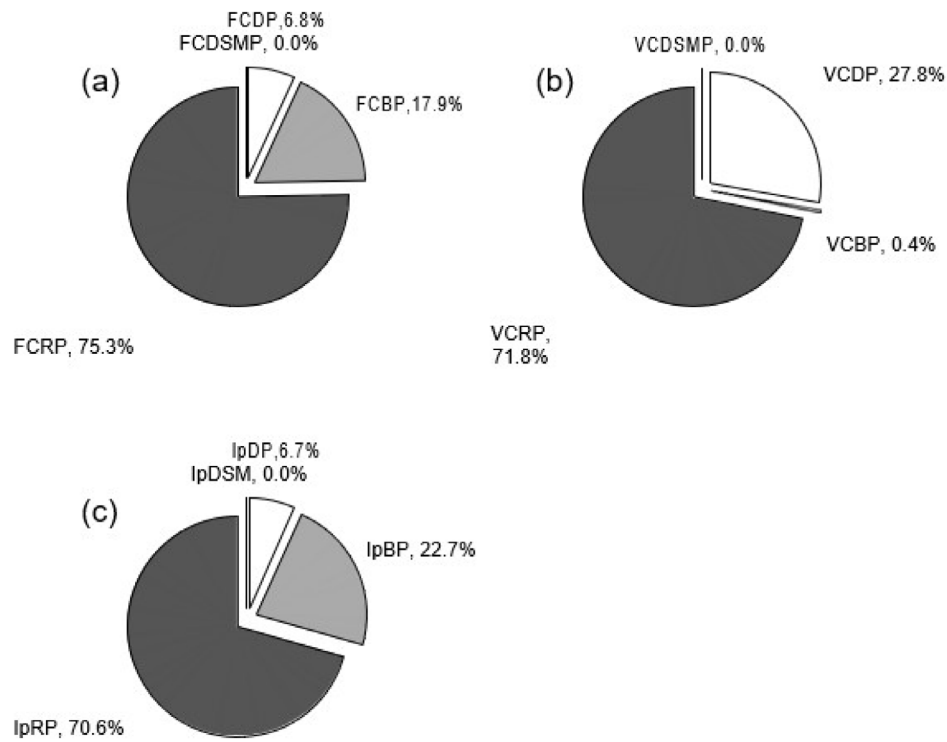 FCDP, 6.8%
FCDSMP, 0.0%
(a)
FCBP, 17.9%
FCRP, 75.3%
VCDSMP, 0.0%
(b)
VCDP, 27.8%
VCBP, 0.4%
VCRP,
71.8%
IpDP, 6.7%
IpDSM, 0.0%
(c)
IpBP, 22.7%
IpRP, 70.6%